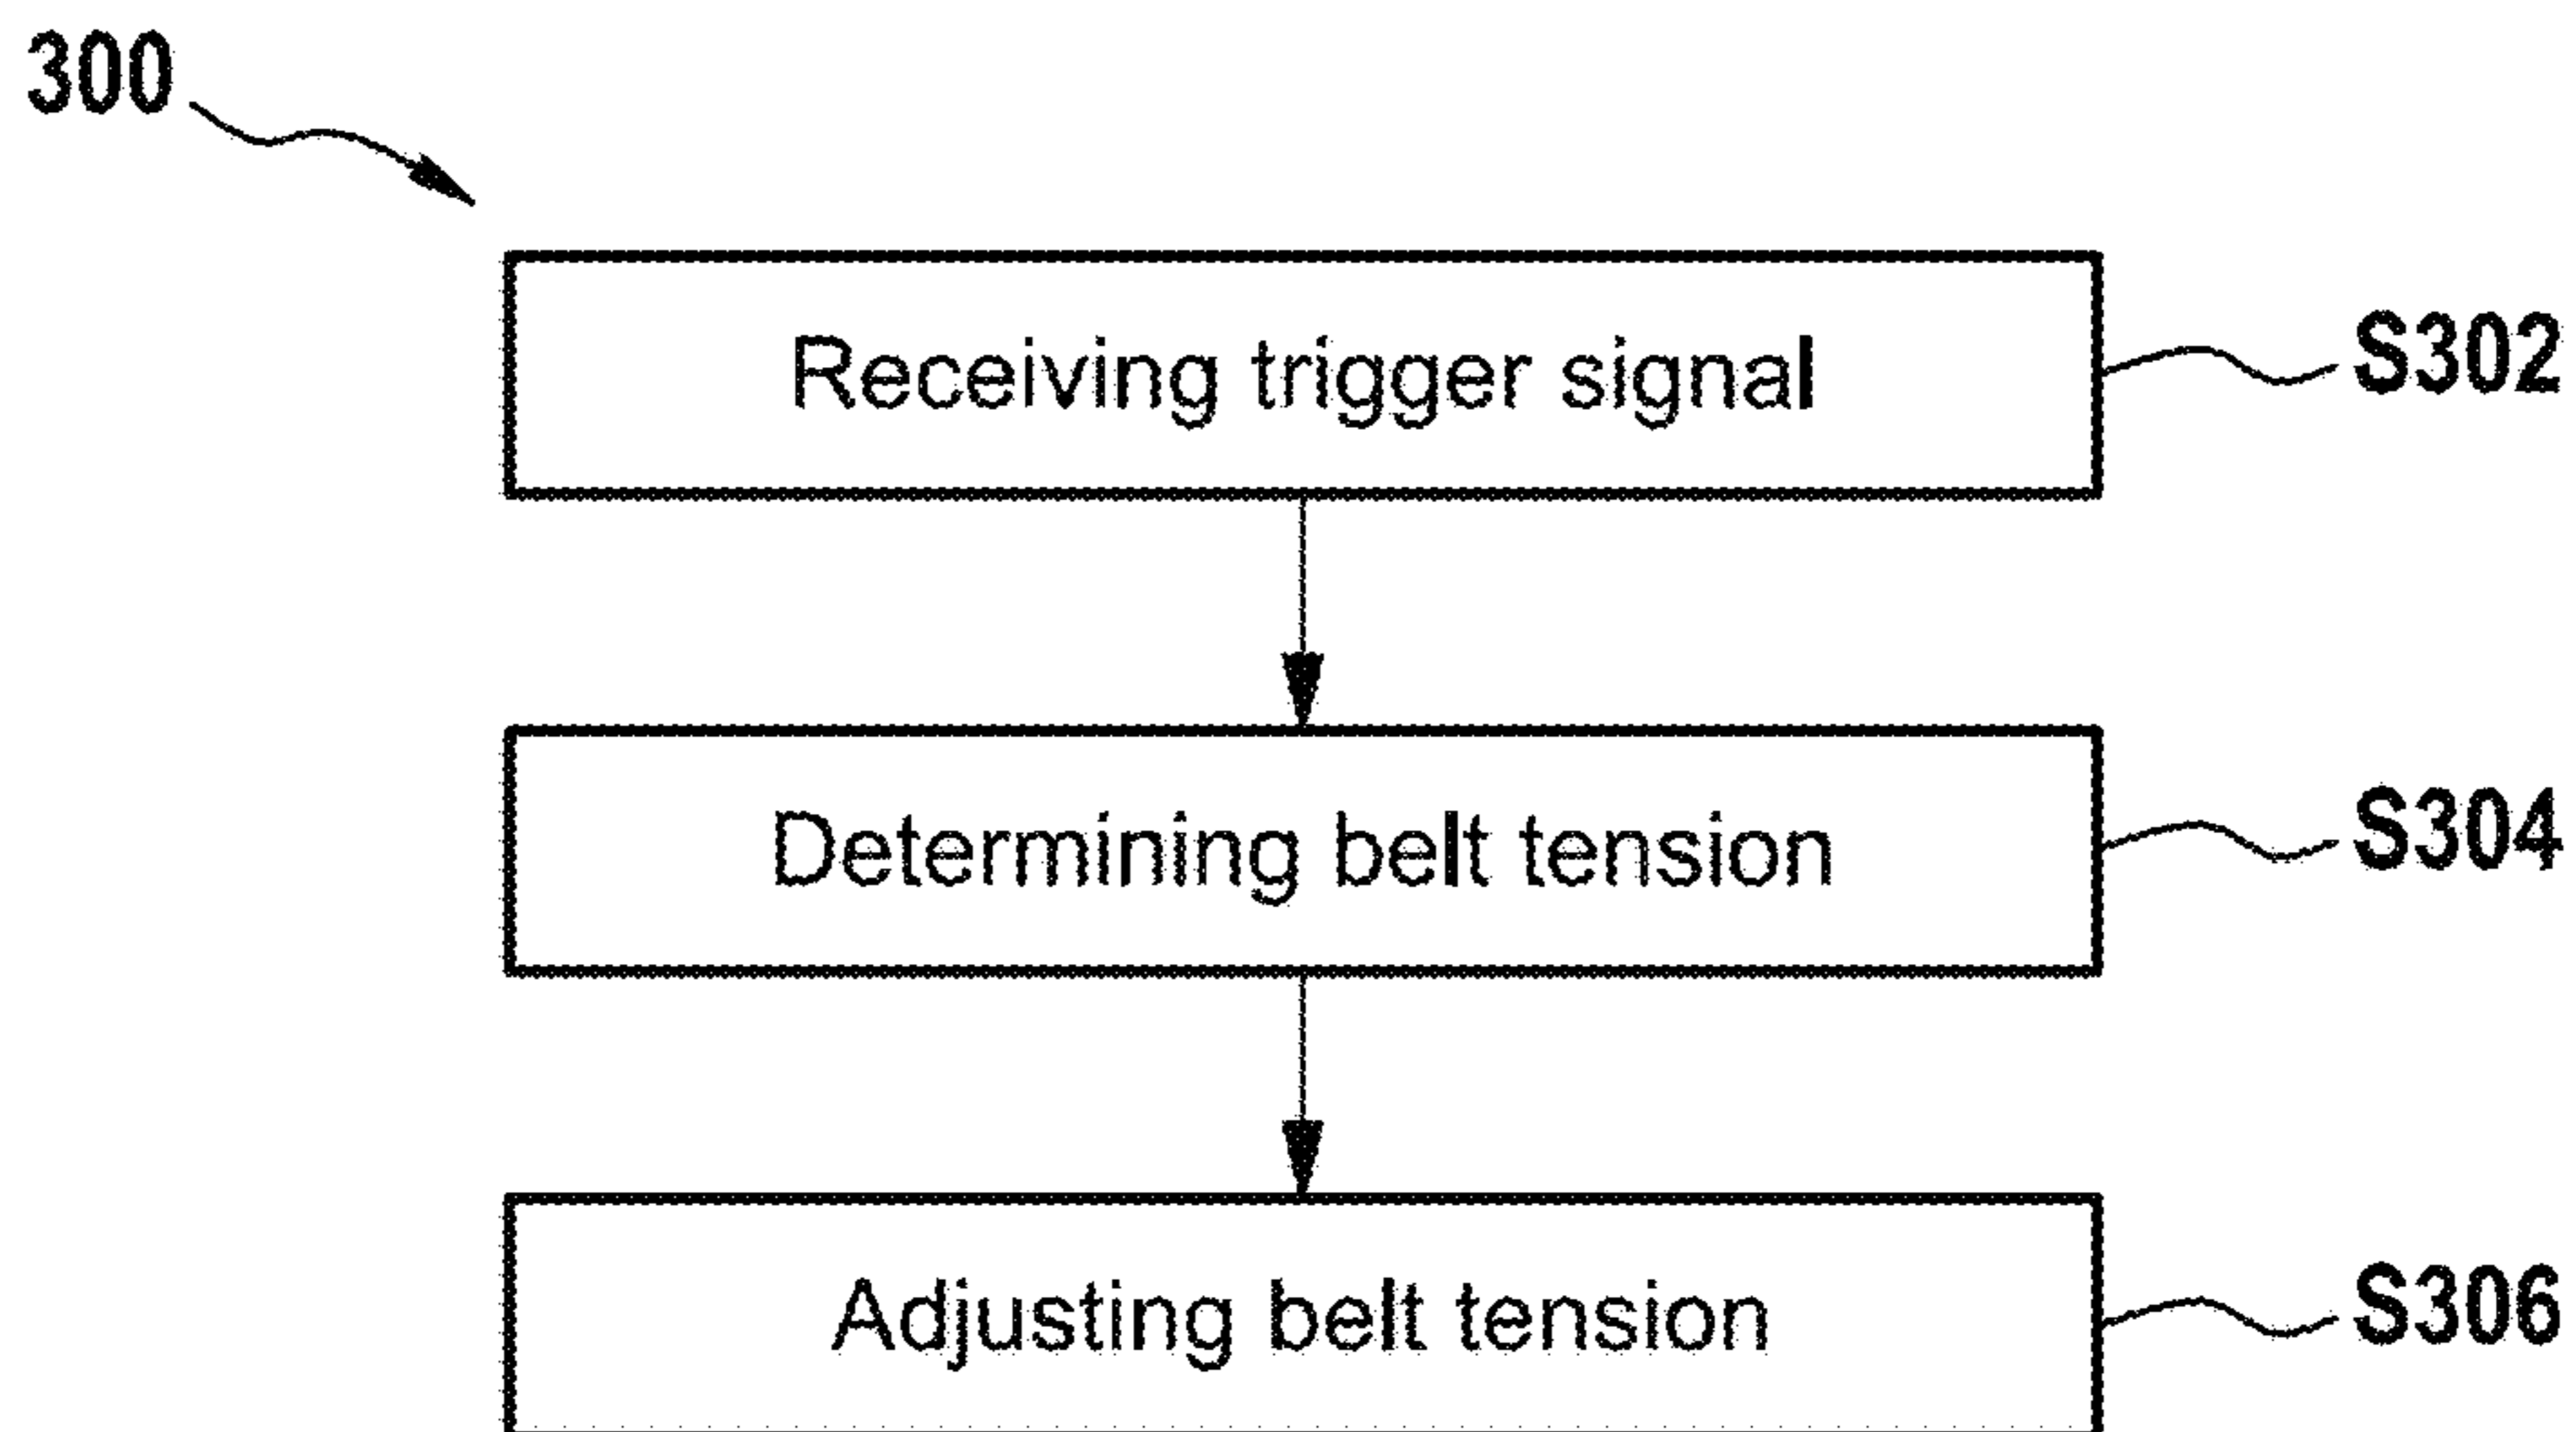 300
Receiving trigger signal
S302
Determining belt tension
S304
Adjusting belt tension
S306